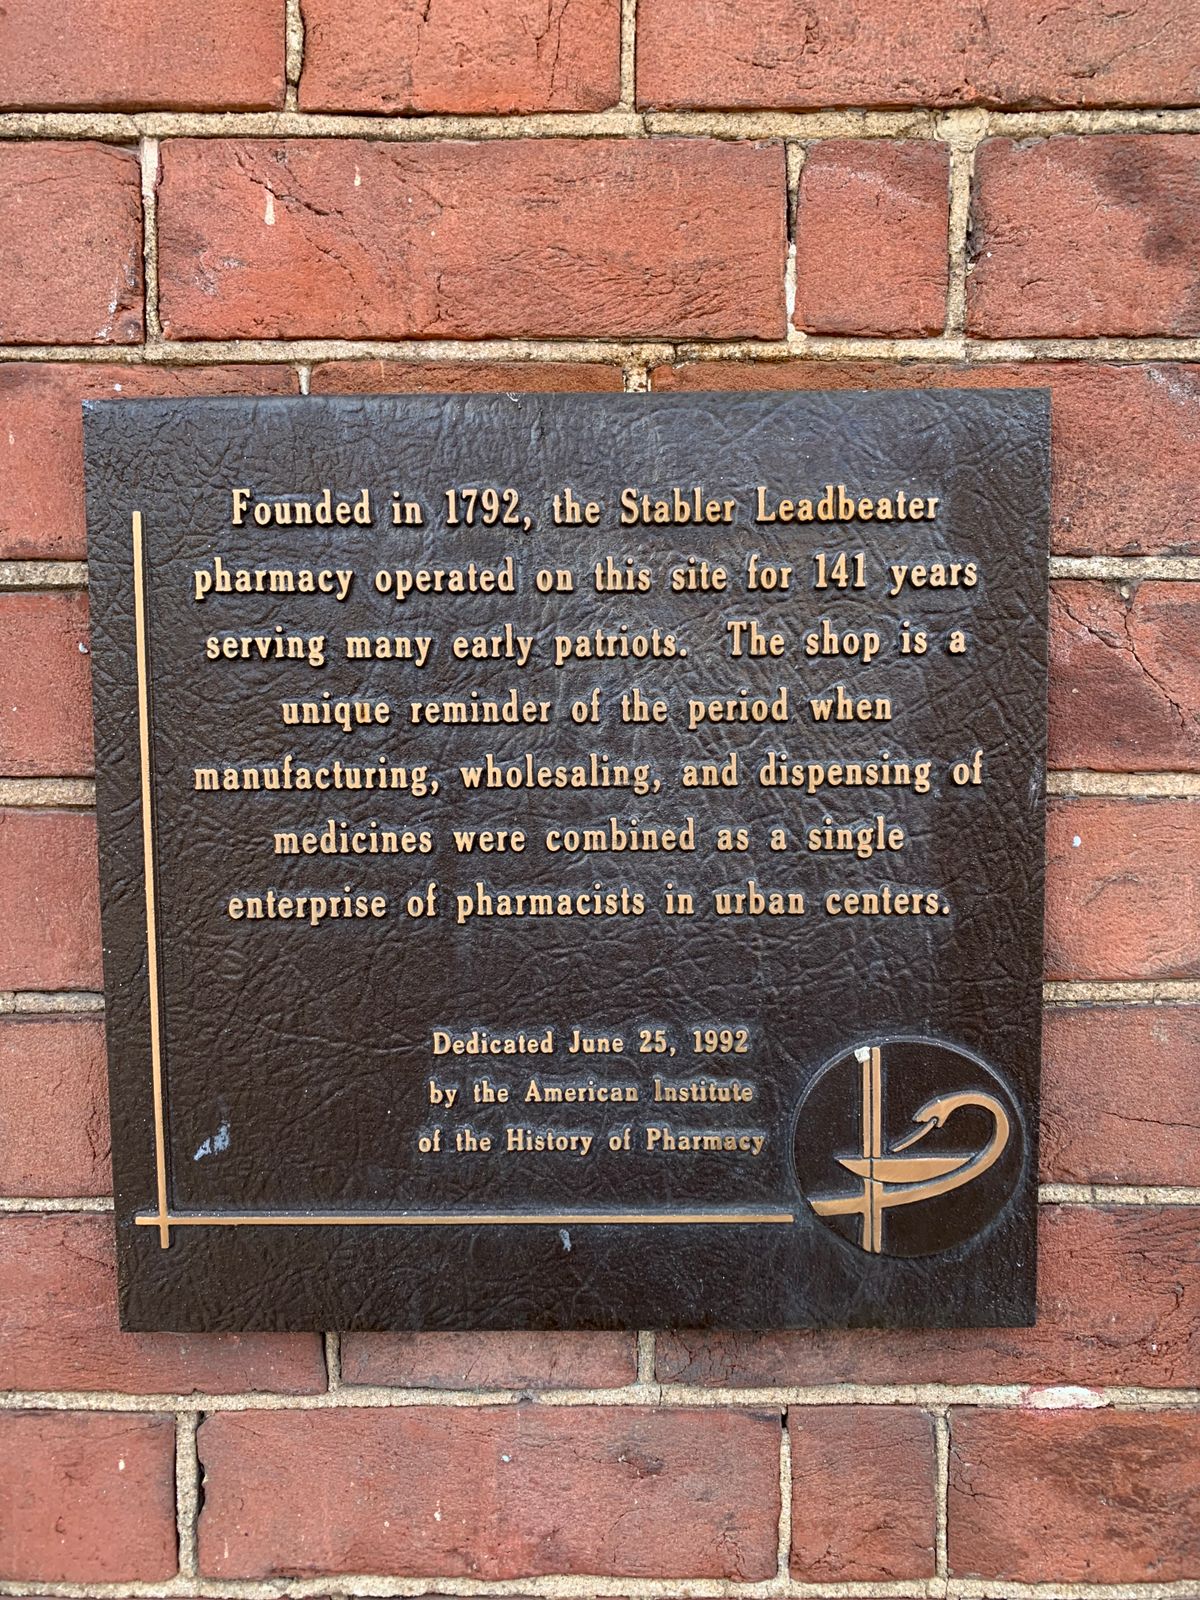 Founded in 1792, the Stabler Leadbeater
pharmacy operated on this site for 141 years
serving many early patriots. The shop is a
unique reminder of the period when
manufacturing, wholesaling, and dispensing of
medicines were combined as a single
enterprise of pharmacists in urban centers.
Dedicated June 25, 1992
by the American Institute
of the History of Pharmacy